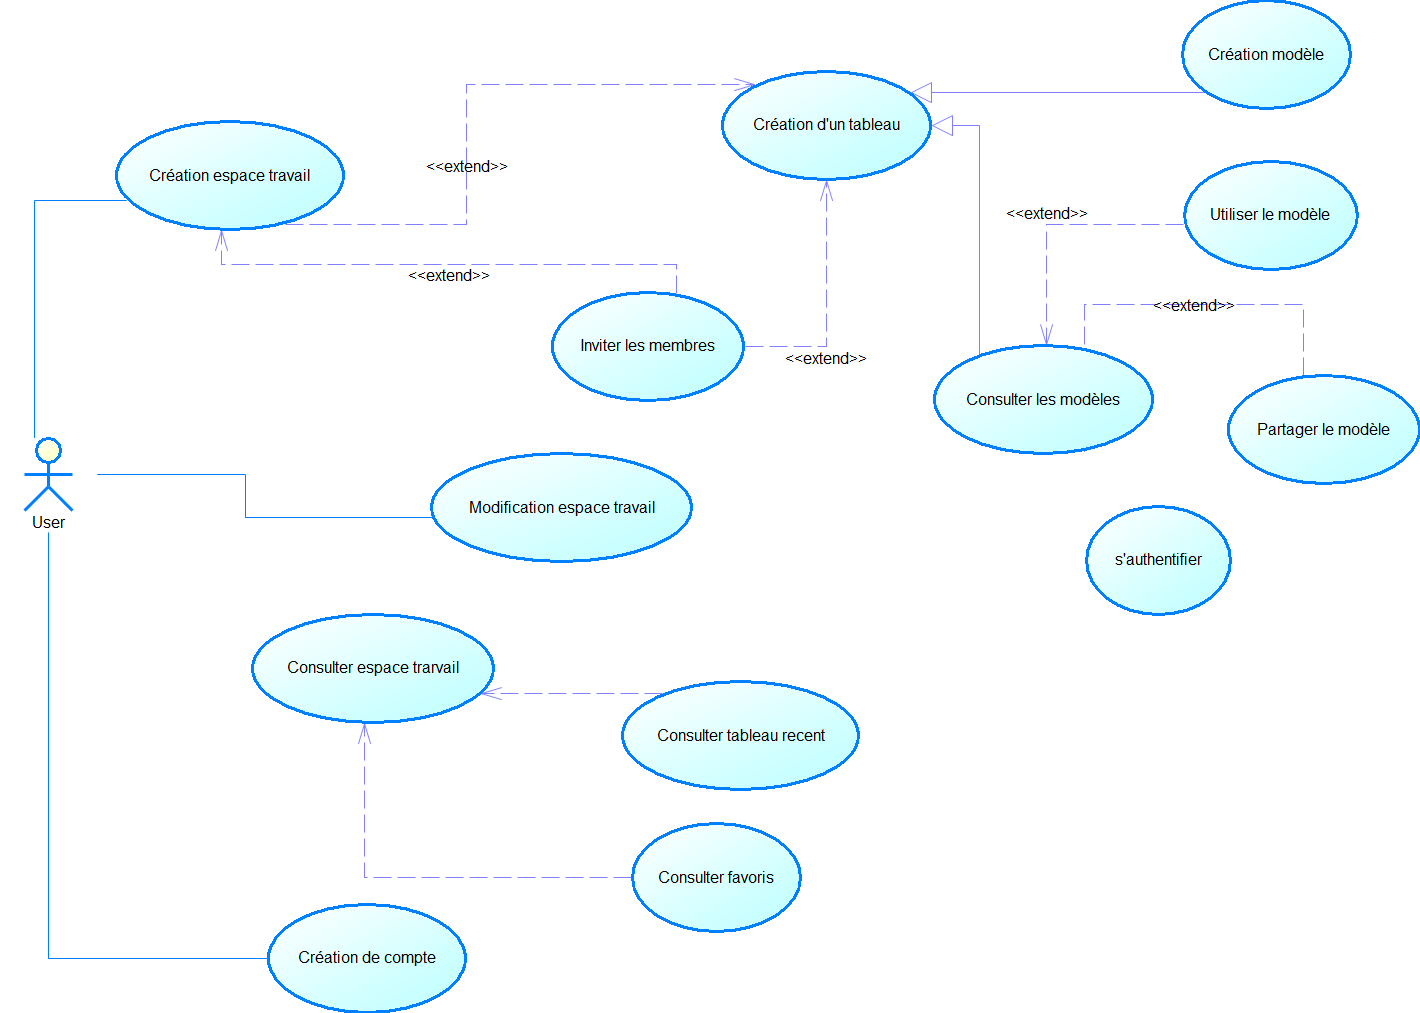 Création modèle
Création d'un tableau
<<extend>>
Création espace travail
<<extend>>
Utiliser le modèle
<<extend>>
<<extend>>
Inviter les membres
<<extend>>
Consulter les modèles
Partager le modèle
User
Modification espace travail
s'authentifier
Consulter espace trarvail
Consulter tableau recent
Consulter favoris
Création de compte